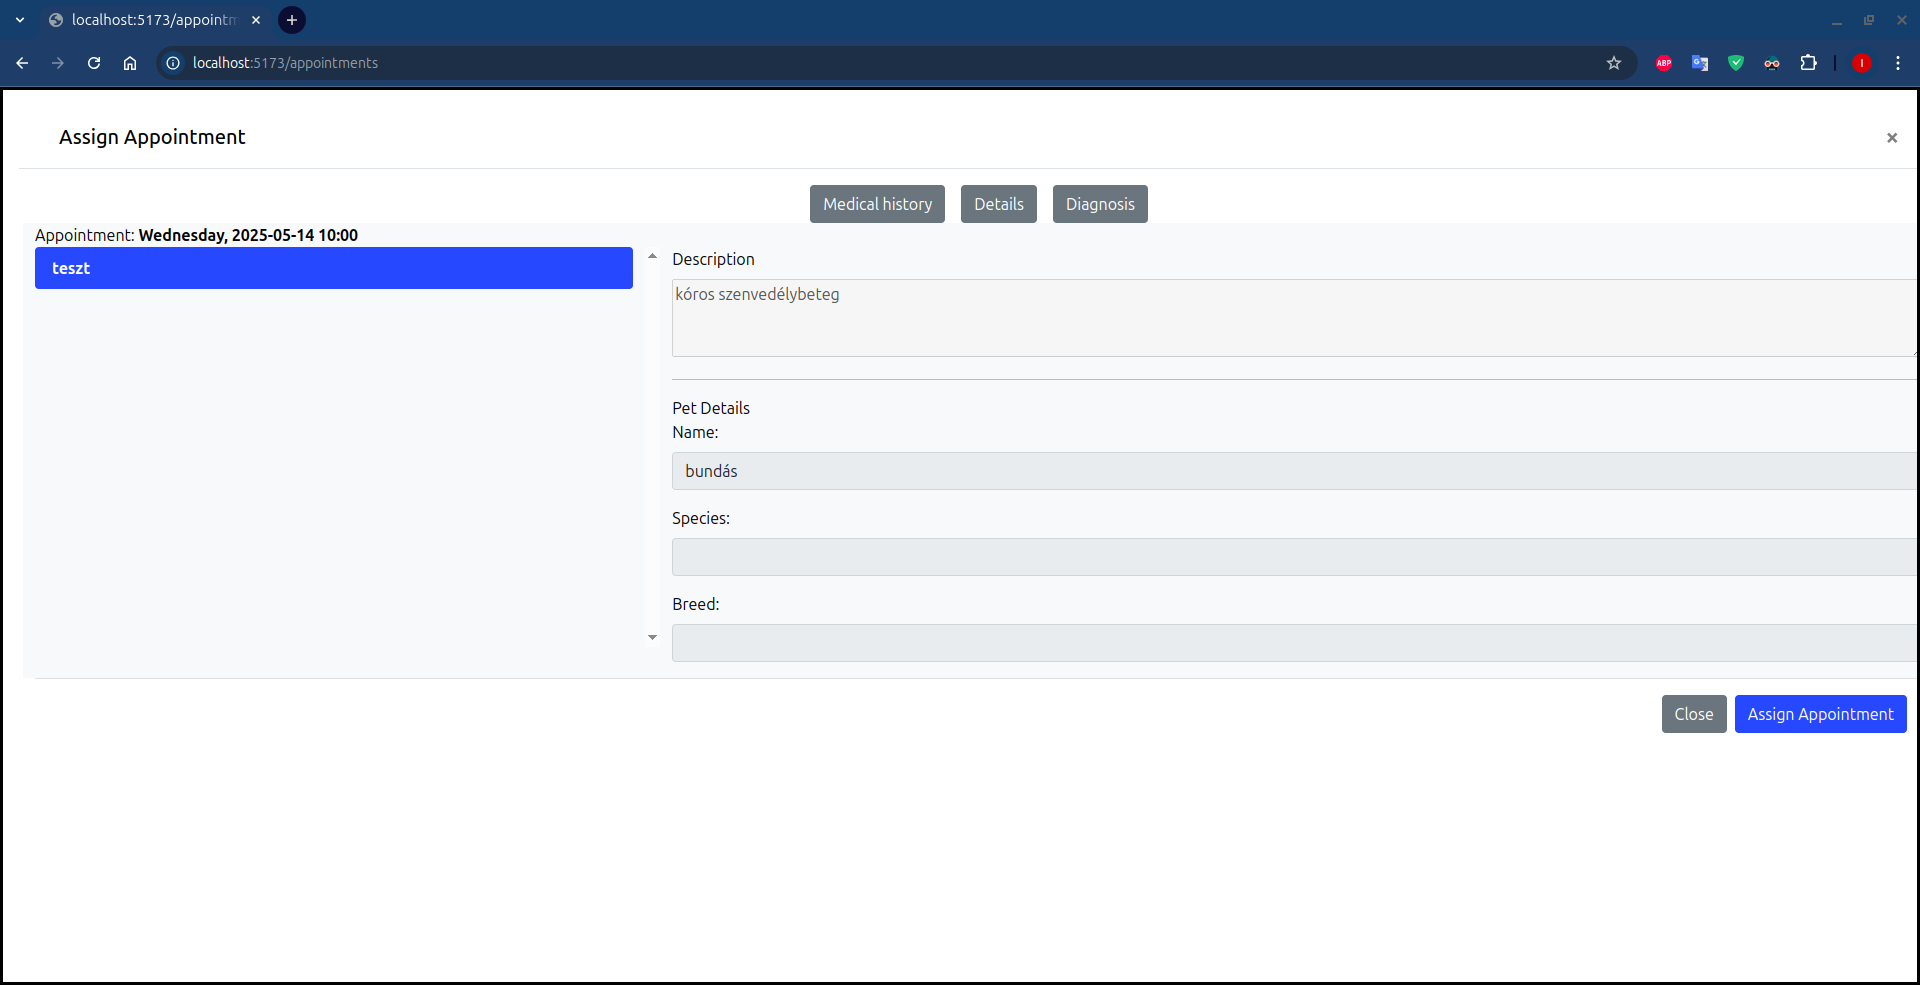 localhost:5173/appointm
localhost:5173/appointments
ABP
G
I
Assign Appointment
×
Medical history
Details
Diagnosis
Appointment: Wednesday, 2025-05-14 10:00
teszt
Description
kóros szenvedélybeteg
Pet Details
Name:
bundás
Species:
Breed:
Close
Assign Appointment